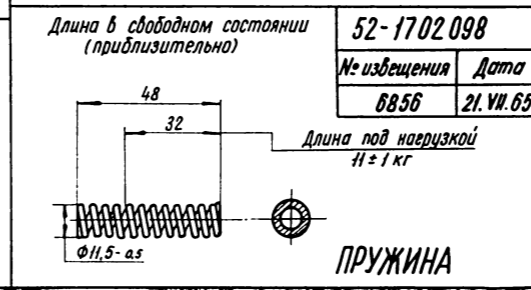 Длина в свободном состоянии
(приблизительно)
52-1702098
№ извещения
Дата
6856
21.VII.65
48
32
Длина под нагрузкой
11±1 кг
Ф11,5-0.5
ПРУЖИНА